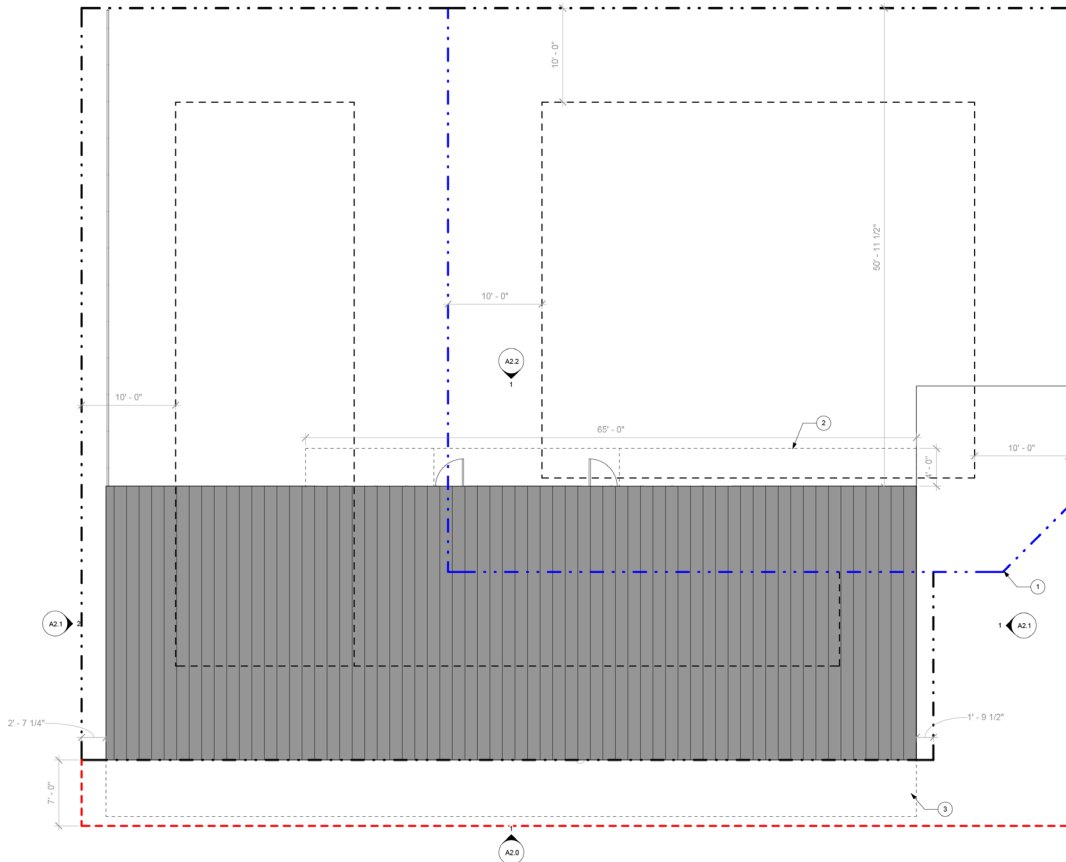 10' - 0"
50' - 11 1/2"
10' - 0"
A2.2
1
10' - 0"
65' - 0"
2
10' - 0"
1
A2.1
2
1
A2.1
2' - 7 1/4"
1' - 9 1/2"
7' - 0"
3
A2.0